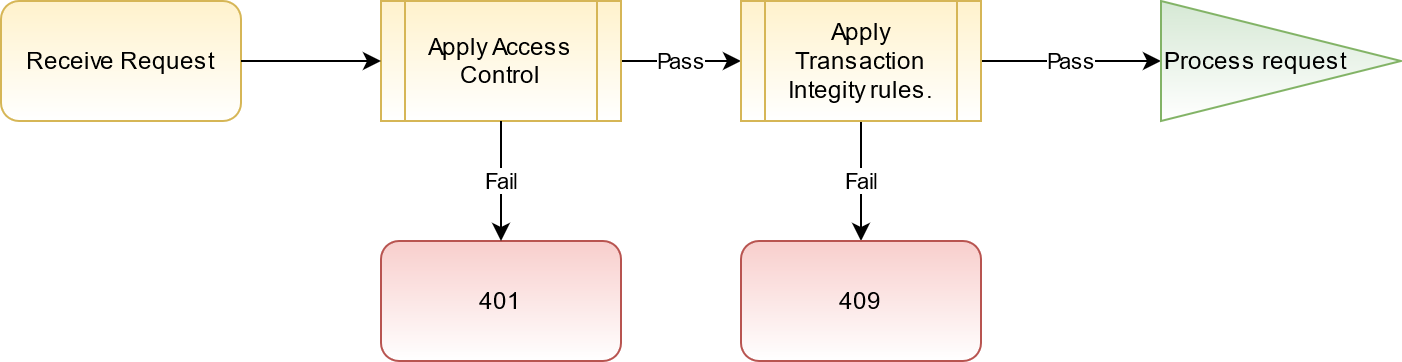 Receive Request
Apply Access
Control
Pass
Apply
Transaction
Integity rules.
Pass
Process request
Fail
Fail
401
409